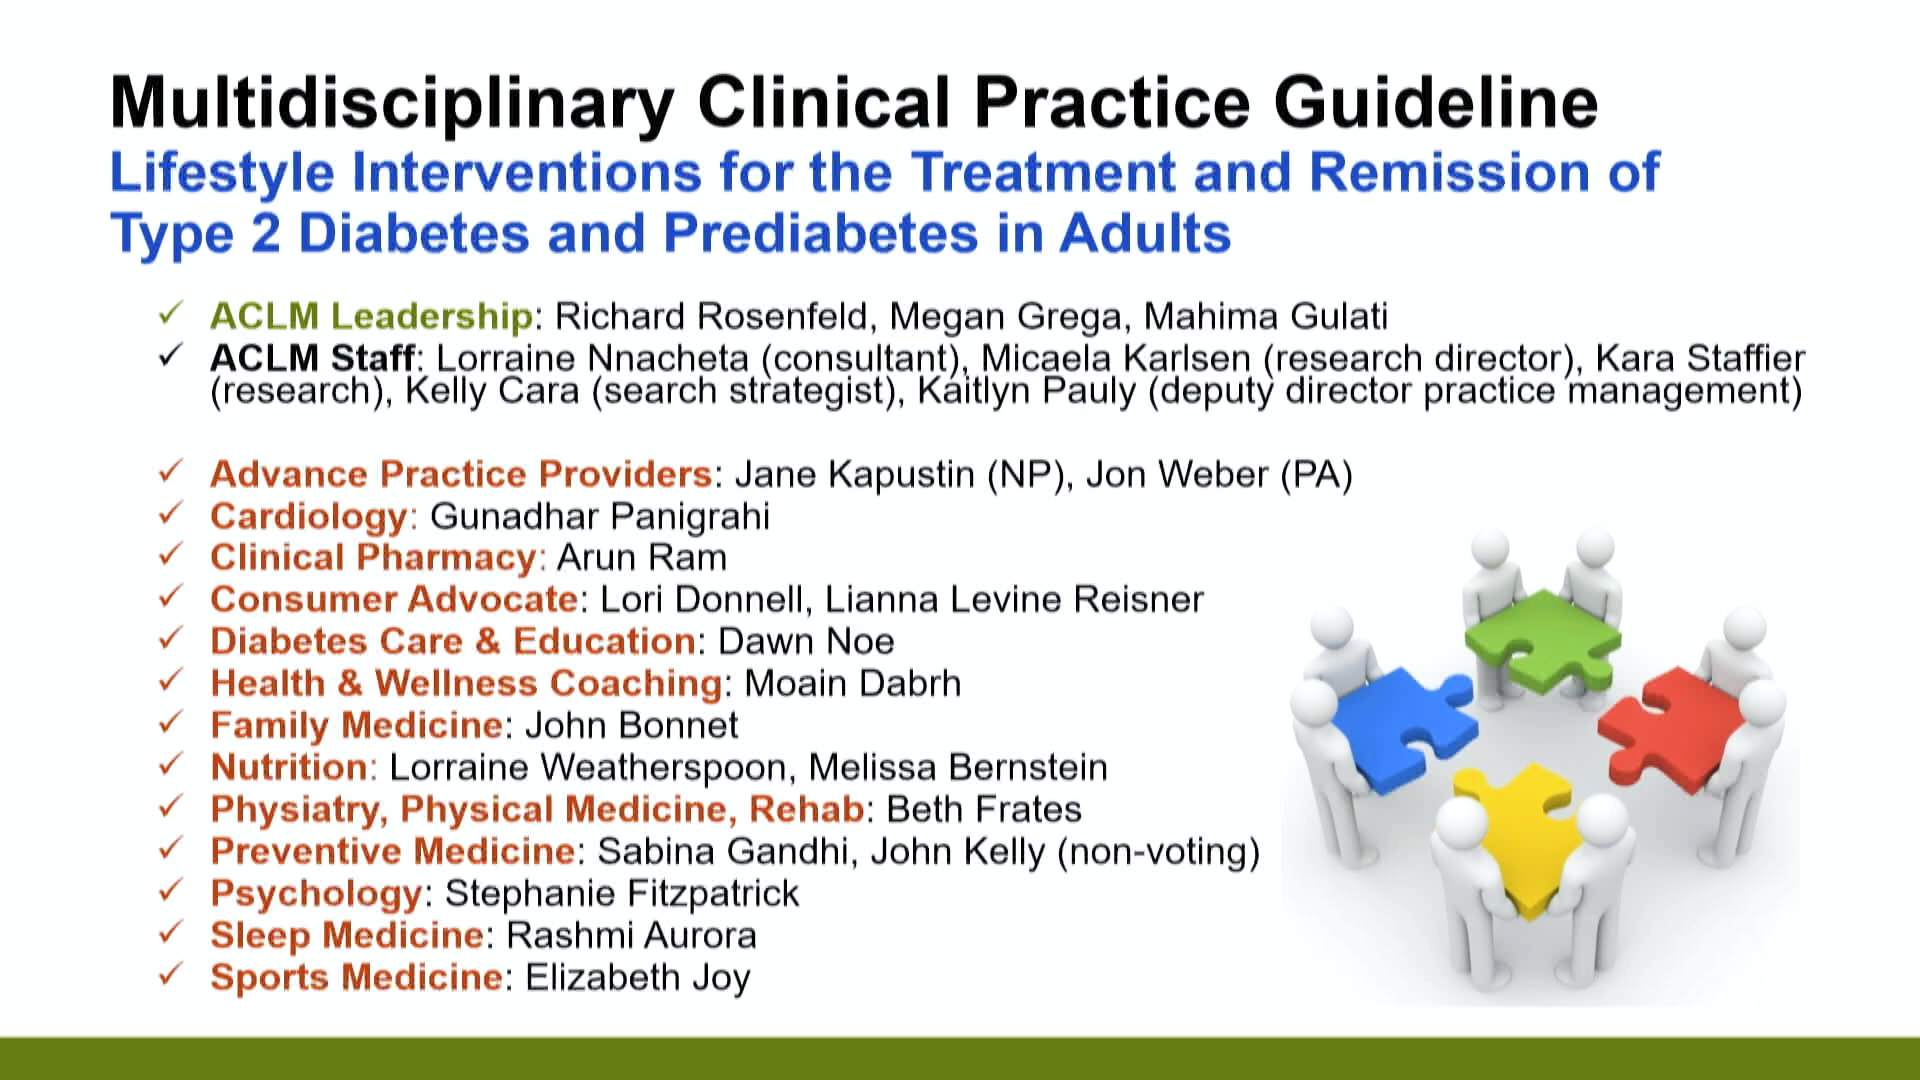 Multidisciplinary Clinical Practice Guideline
Lifestyle Interventions for the Treatment and Remission of
Type 2 Diabetes and Prediabetes in Adults
✓ ACLM Leadership: Richard Rosenfeld, Megan Grega, Mahima Gulati
✓ ACLM Staff: Lorraine Nnacheta (consultant), Micaela Karlsen (research director), Kara Staffier
(research), Kelly Cara (search strategist), Kaitlyn Pauly (deputy director practice management)
✓ Advance Practice Providers: Jane Kapustin (NP), Jon Weber (PA)
✓ Cardiology: Gunadhar Panigrahi
✓ Clinical Pharmacy: Arun Ram
✓ Consumer Advocate: Lori Donnell, Lianna Levine Reisner
✓ Diabetes Care & Education: Dawn Noe
✓ Health & Wellness Coaching: Moain Dabrh
✓ Family Medicine: John Bonnet
✓ Nutrition: Lorraine Weatherspoon, Melissa Bernstein
✓ Physiatry, Physical Medicine, Rehab: Beth Frates
✓ Preventive Medicine: Sabina Gandhi, John Kelly (non-voting)
✓ Psychology: Stephanie Fitzpatrick
✓ Sleep Medicine: Rashmi Aurora
✓ Sports Medicine: Elizabeth Joy